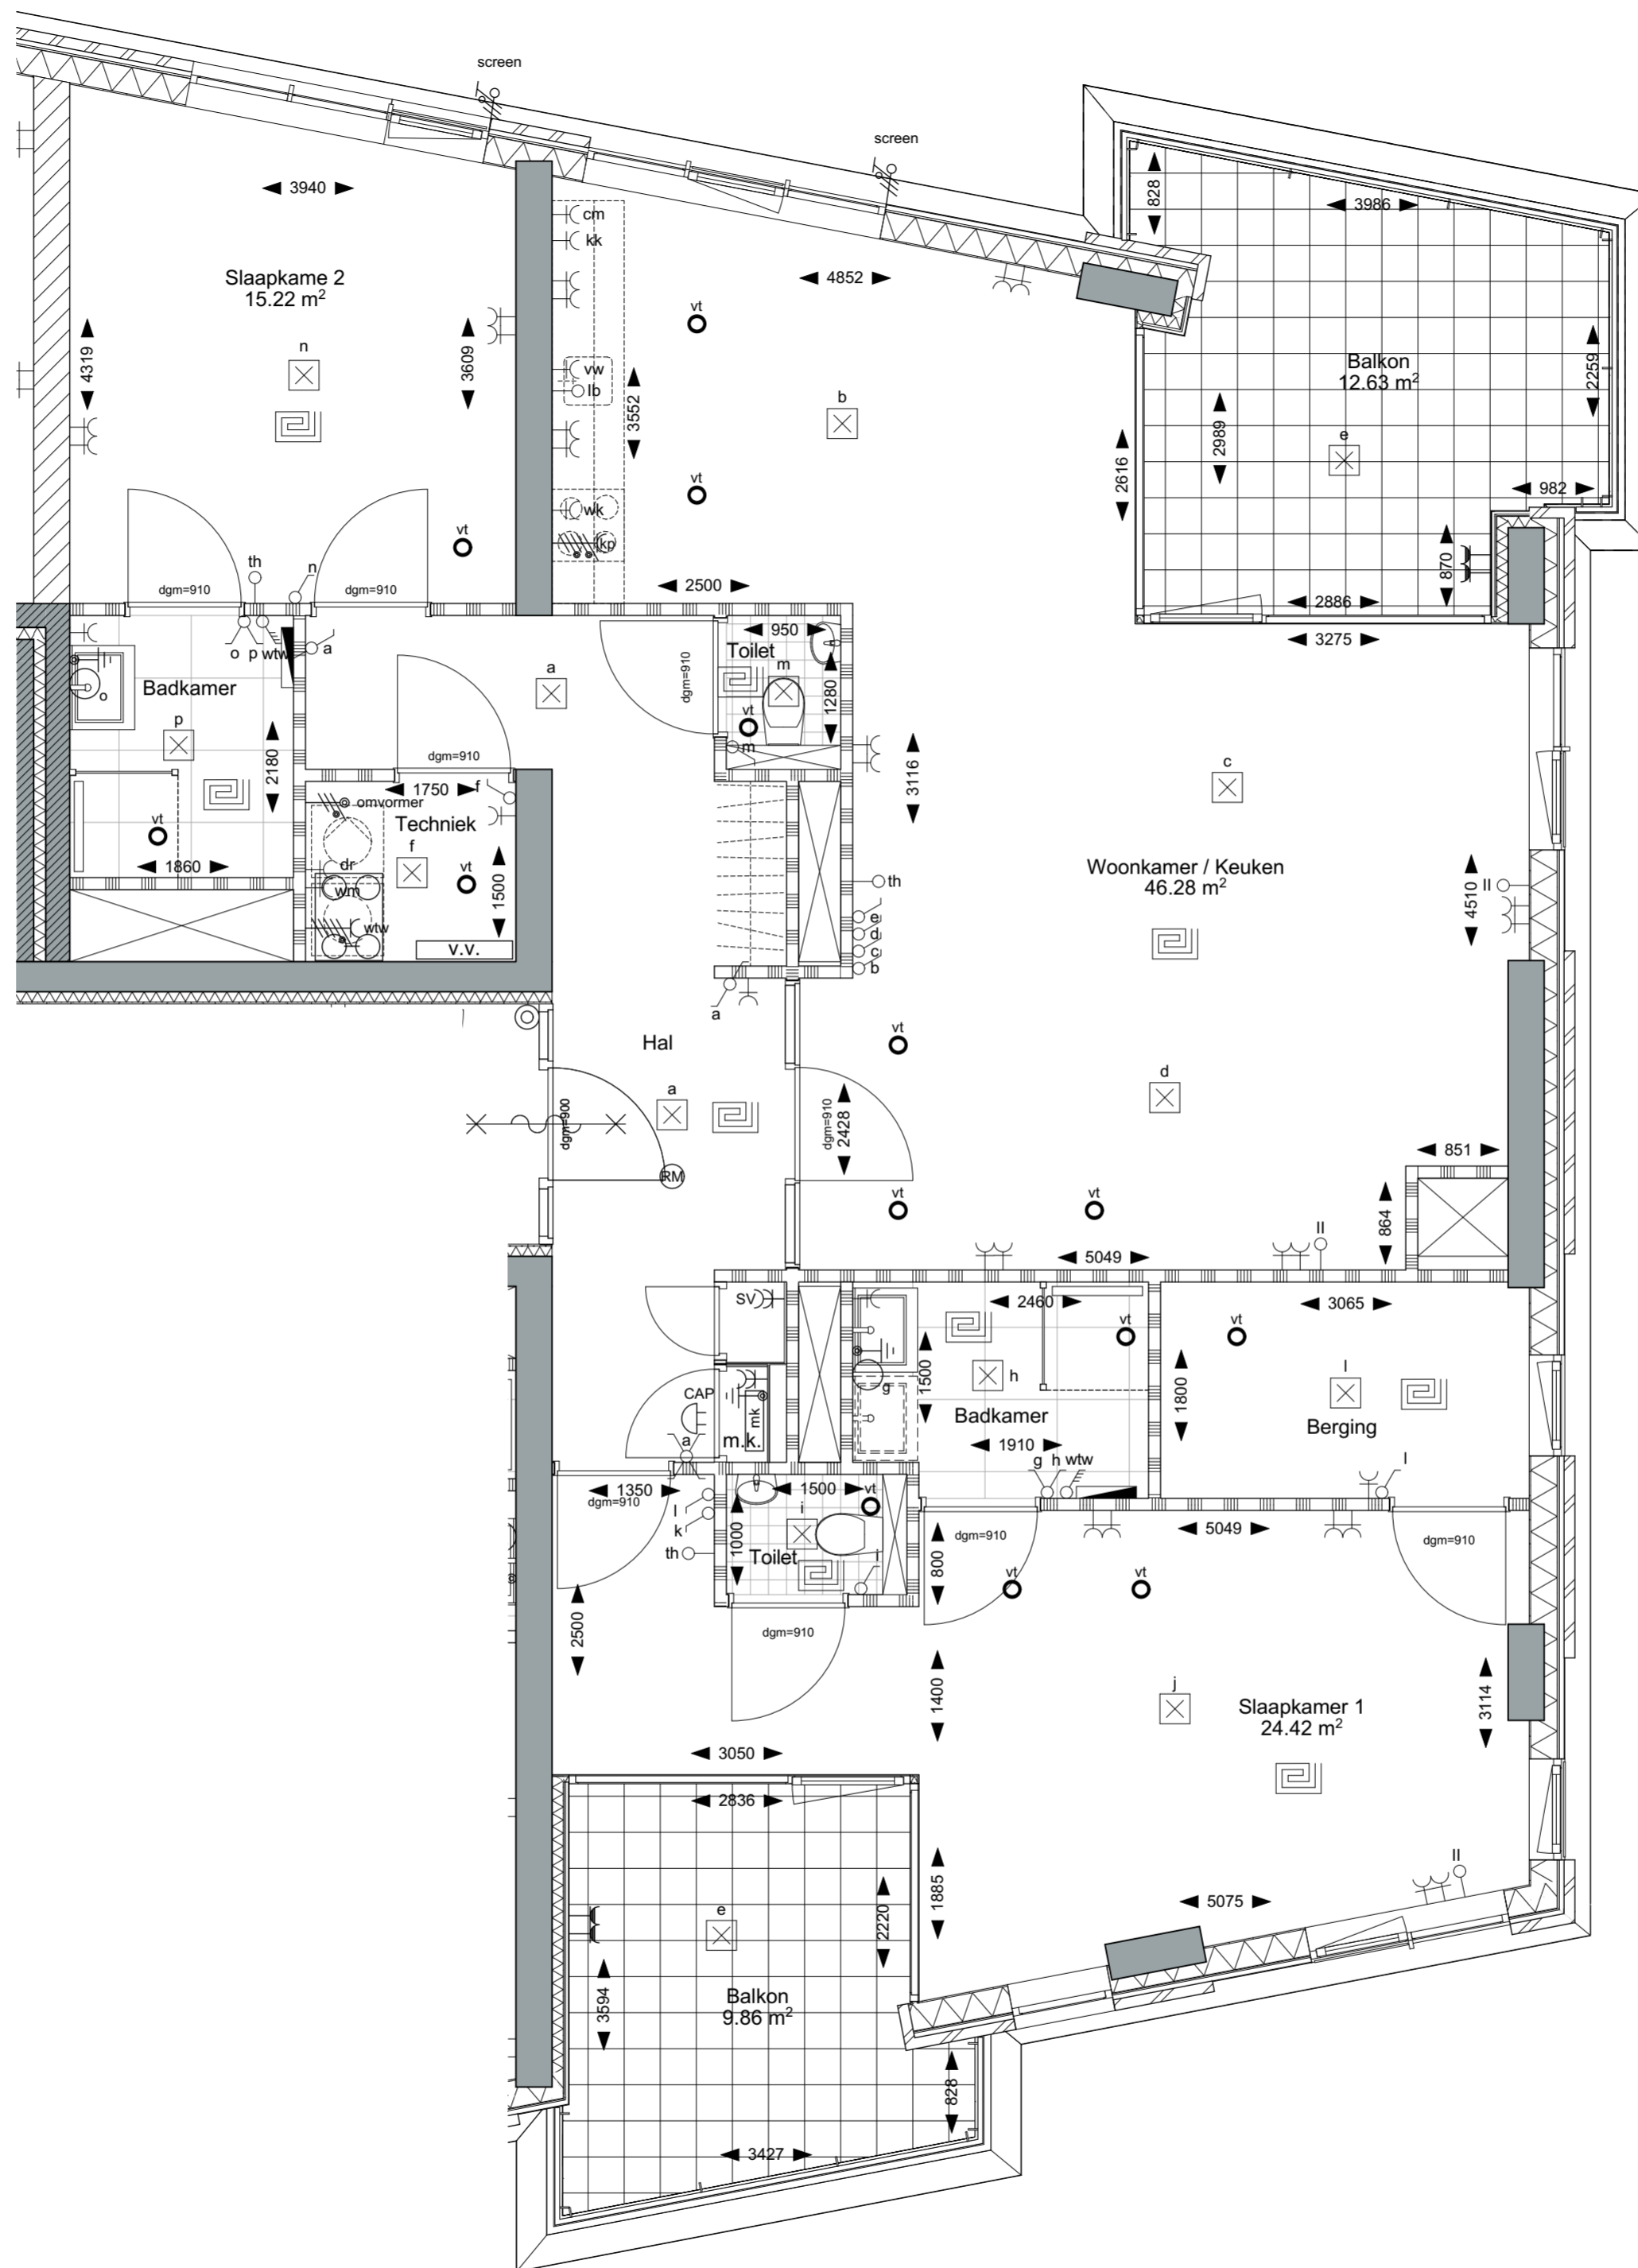 screen
screen
3940
828
3986
cm
kk
Slaapkame 2
15.22 m²
4852
vt
n
4319
3609
vw
lb
3552
b
Balkon
12.63 m²
2259
2989
e
2616
vt
982
wk
kp
vt
th
n
dgm=910
dgm=910
2500
870
2886
950
3275
o
p
wtw
a
Toilet
m
Badkamer
o
a
dgm=910
1280
p
vt
2180
dgm=910
m
3116
c
1750
f
omvormer
Techniek
vt
f
dr
vt
1860
wm
1500
Woonkamer / Keuken
46.28 m²
th
4510
II
wtw
v.v.
e
d
c
b
a
Hal
vt
d
a
dgm=900
dgm=910
2428
RM
851
vt
vt
864
II
5049
SV
2460
3065
vt
vt
1500
h
1800
l
CAP
g
mk
Badkamer
Berging
a
m.k.
1910
g
h
wtw
l
1350
dgm=910
l
k
1500
vt
i
1000
th
Toilet
i
dgm=910
5049
dgm=910
800
vt
vt
2500
dgm=910
1400
j
Slaapkamer 1
24.42 m²
3114
3050
2836
II
1885
5075
e
2220
3594
Balkon
9.86 m²
828
3427